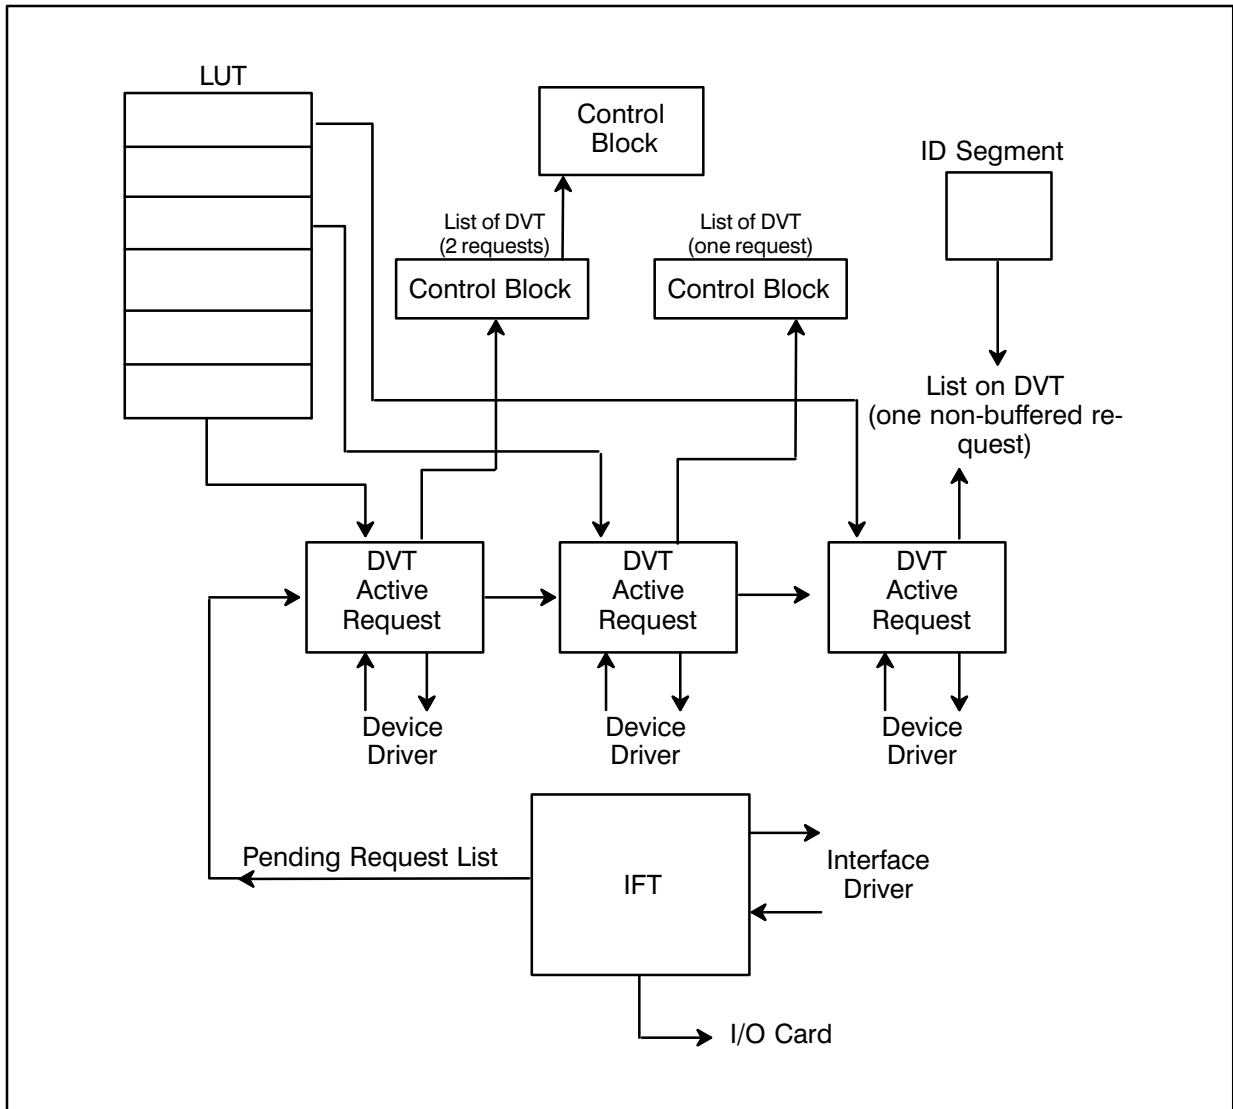 LUT
Control
Block
ID Segment
List of DVT
(2 requests)
List of DVT
(one request)
Control Block
Control Block
List on DVT
(one non-buffered re-
quest)
DVT
Active
Request
DVT
Active
Request
DVT
Active
Request
Device
Driver
Device
Driver
Device
Driver
Pending Request List
IFT
Interface
Driver
I/O Card